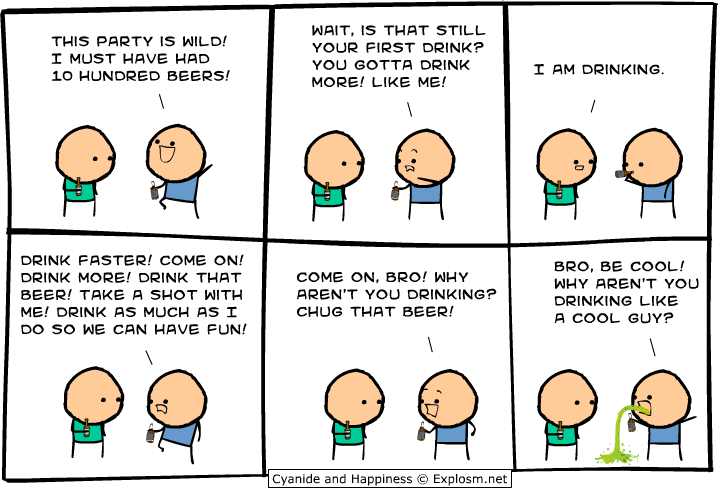 THIS PARTY IS WILD!
I MUST HAVE HAD
10 HUNDRED BEERS!
WAIT, IS THAT STILL
YOUR FIRST DRINK?
YOU GOTTA DRINK
MORE! LIKE ME!
I AM DRINKING.
DRINK FASTER! COME ON!
DRINK MORE! DRINK THAT
BEER! TAKE A SHOT WITH
ME! DRINK AS MUCH AS I
DO SO WE CAN HAVE FUN!
COME ON, BRO! WHY
AREN'T YOU DRINKING?
CHUG THAT BEER!
BRO, BE COOL!
WHY AREN'T YOU
DRINKING LIKE
A COOL GUY?
Cyanide and Happiness © Explosm.net